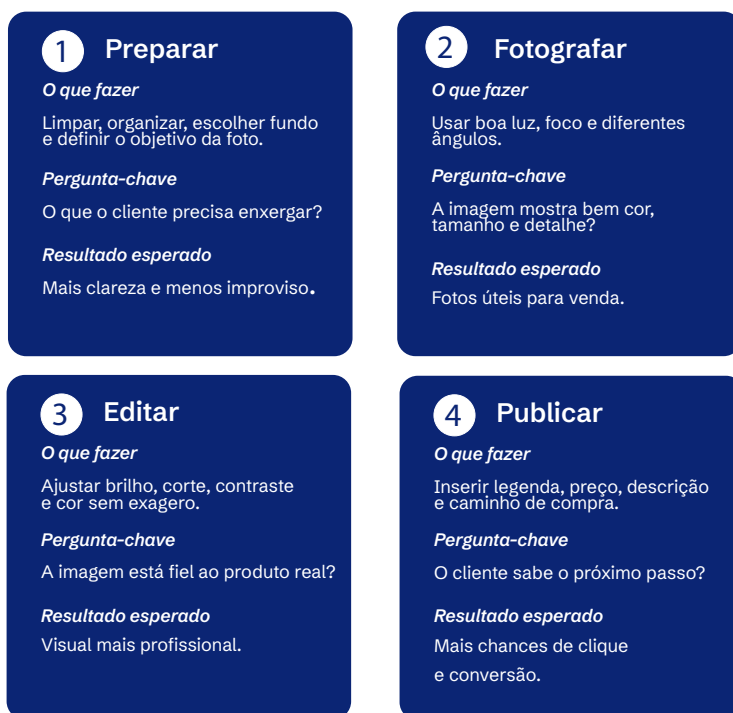 1 Preparar
O que fazer
Limpar, organizar, escolher fundo
e definir o objetivo da foto.
Pergunta-chave
O que o cliente precisa enxergar?
Resultado esperado
Mais clareza e menos improviso.
2 Fotografar
O que fazer
Usar boa luz, foco e diferentes
ângulos.
Pergunta-chave
A imagem mostra bem cor,
tamanho e detalhe?
Resultado esperado
Fotos úteis para venda.
3 Editar
O que fazer
Ajustar brilho, corte, contraste
e cor sem exagero.
Pergunta-chave
A imagem está fiel ao produto real?
Resultado esperado
Visual mais profissional.
4 Publicar
O que fazer
Inserir legenda, preço, descrição
e caminho de compra.
Pergunta-chave
O cliente sabe o próximo passo?
Resultado esperado
Mais chances de clique
e conversão.